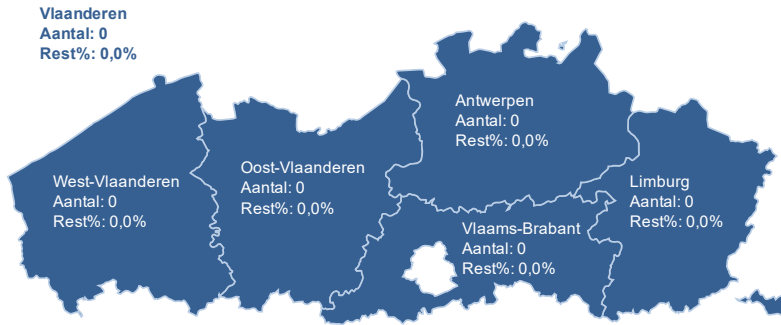 Vlaanderen
Aantal: 0
Rest%: 0,0%
Antwerpen
Aantal: 0
Rest%: 0,0%
West-Vlaanderen
Aantal: 0
Rest%: 0,0%
Oost-Vlaanderen
Aantal: 0
Rest%: 0,0%
Limburg
Aantal: 0
Rest%: 0,0%
Vlaams-Brabant
Aantal: 0
Rest%: 0,0%